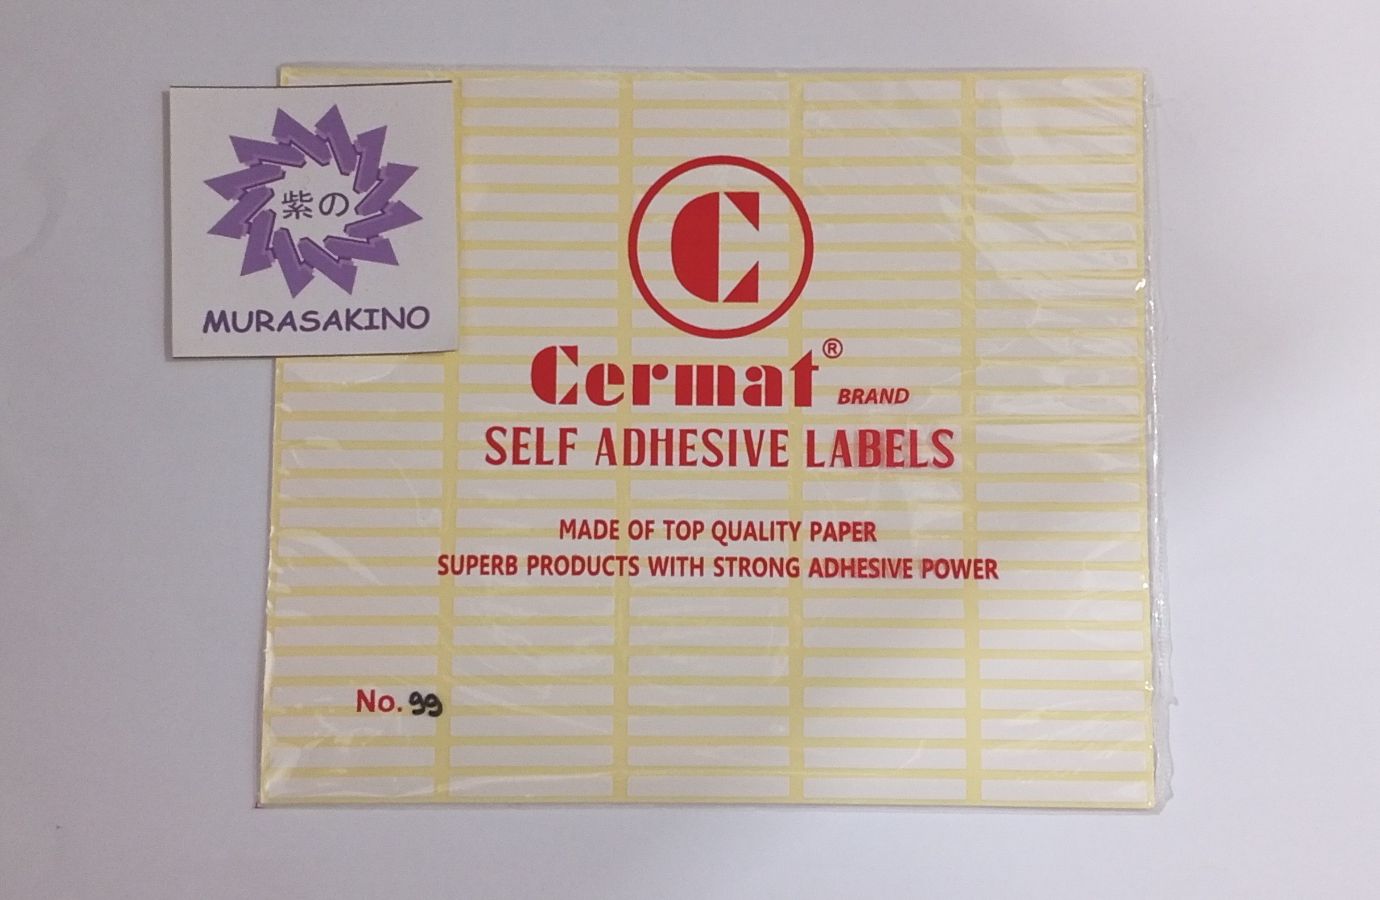 紫の
MURASAKINO
C
Cermat®
BRAND
SELF ADHESIVE LABELS
MADE OF TOP QUALITY PAPER
SUPERB PRODUCTS WITH STRONG ADHESIVE POWER
No. 99